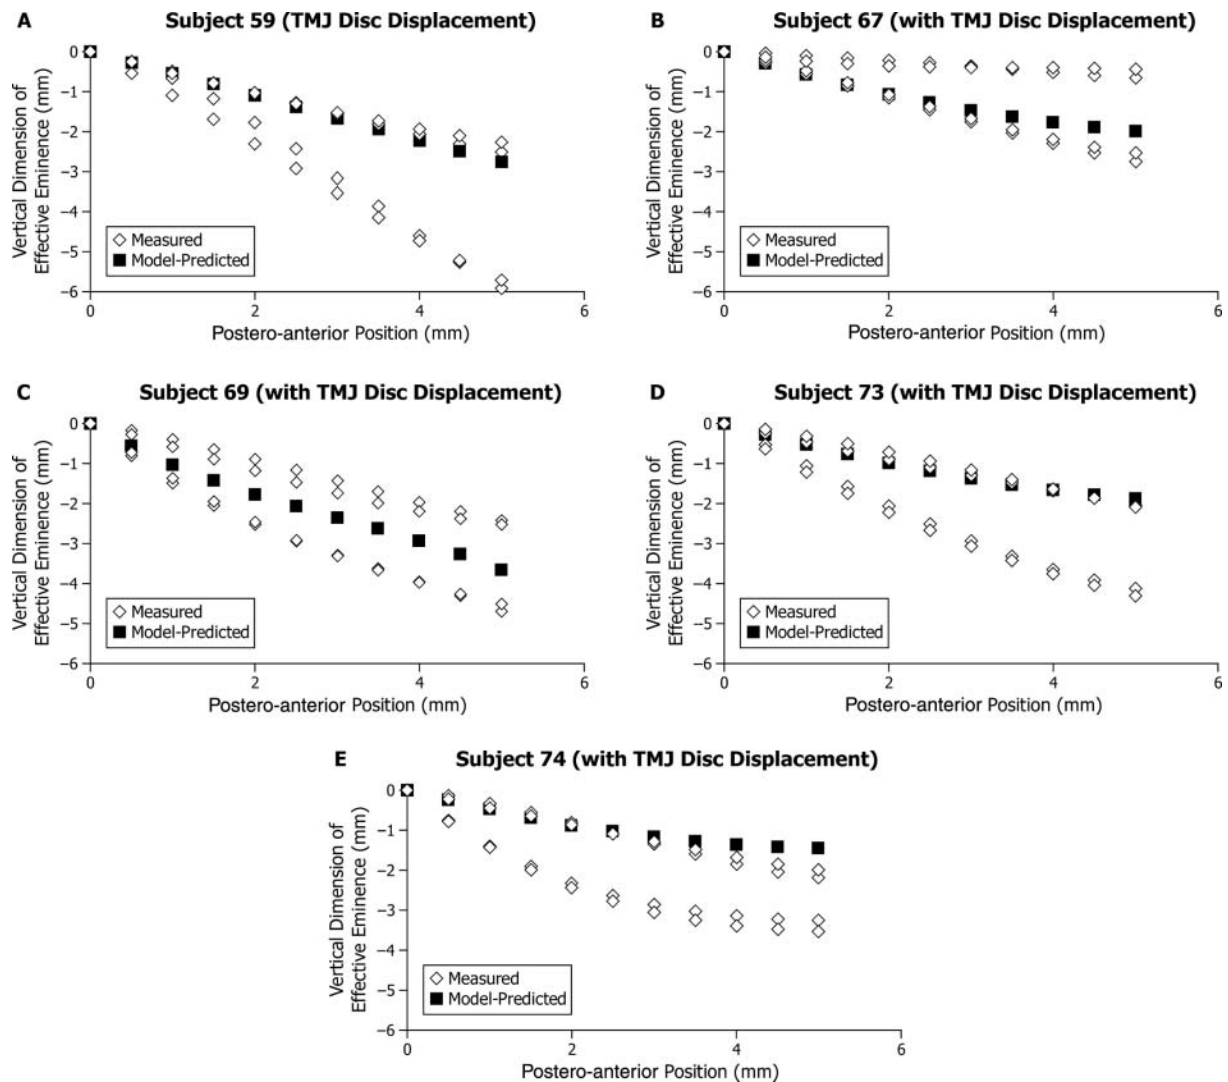 A
Subject 59 (TMJ Disc Displacement)
Vertical Dimension of
Effective Eminence (mm)
0
−1
−2
−3
−4
−5
−6
Measured
Model-Predicted
0 2 4 6
Postero-anterior Position (mm)
B
Subject 67 (with TMJ Disc Displacement)
Vertical Dimension of
Effective Eminence (mm)
0
−1
−2
−3
−4
−5
−6
Measured
Model-Predicted
0 2 4 6
Postero-anterior Position (mm)
C
Subject 69 (with TMJ Disc Displacement)
Vertical Dimension of
Effective Eminence (mm)
0
−1
−2
−3
−4
−5
−6
Measured
Model-Predicted
0 2 4 6
Postero-anterior Position (mm)
D
Subject 73 (with TMJ Disc Displacement)
Vertical Dimension of
Effective Eminence (mm)
0
−1
−2
−3
−4
−5
−6
Measured
Model-Predicted
0 2 4 6
Postero-anterior Position (mm)
E
Subject 74 (with TMJ Disc Displacement)
Vertical Dimension of
Effective Eminence (mm)
0
−1
−2
−3
−4
−5
−6
Measured
Model-Predicted
0 2 4 6
Postero-anterior Position (mm)